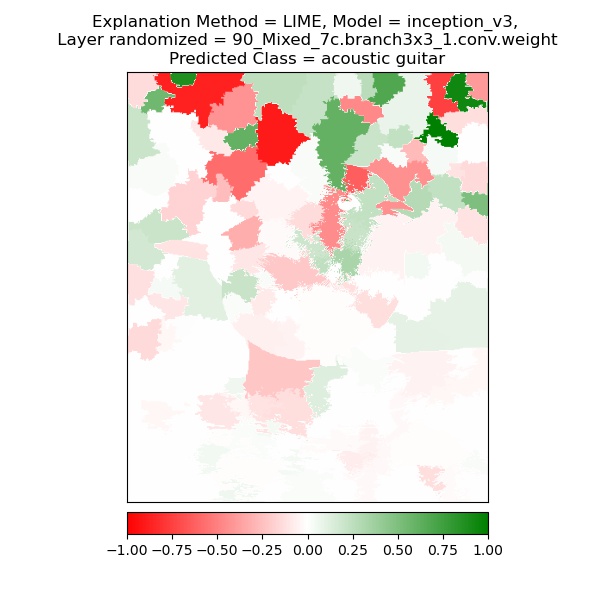 Explanation Method = LIME, Model = inception_v3,
Layer randomized = 90_Mixed_7c.branch3x3_1.conv.weight
Predicted Class = acoustic guitar
−1.00 −0.75 −0.50 −0.25 0.00 0.25 0.50 0.75 1.00